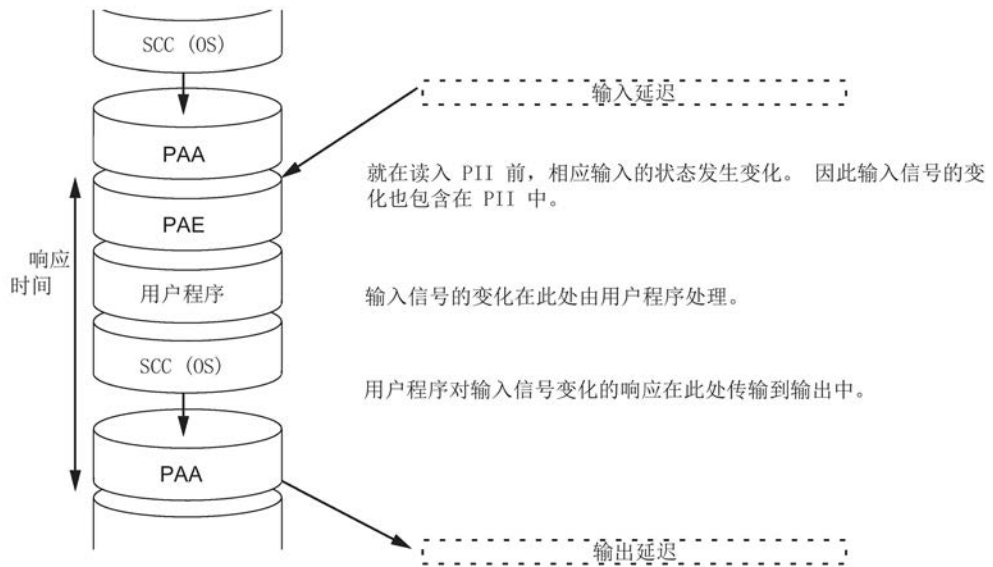 SCC (OS)
输入延迟
PAA
就在读入 PII 前，相应输入的状态发生变化。 因此输入信号的变
化也包含在 PII 中。
PAE
响应
时间
用户程序
输入信号的变化在此处由用户程序处理。
SCC (OS)
用户程序对输入信号变化的响应在此处传输到输出中。
PAA
输出延迟